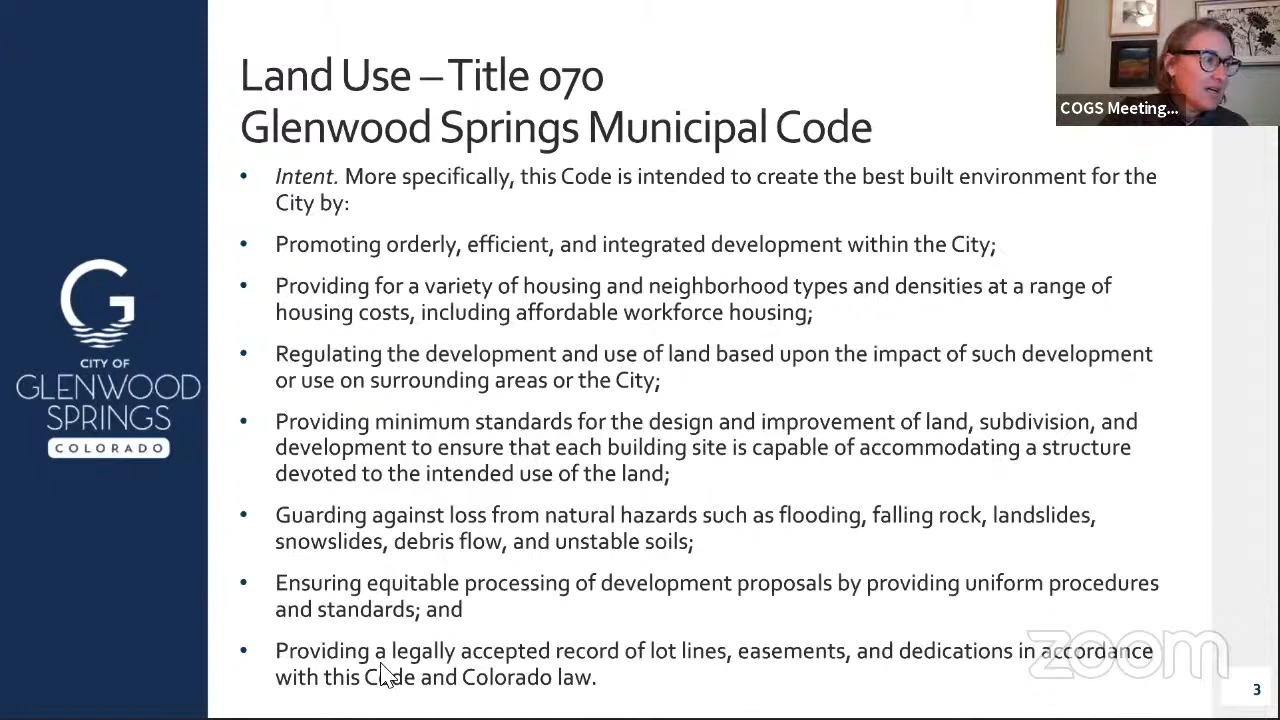 Land Use – Title 070
Glenwood Springs Municipal Code
COGS Meeting...
• Intent. More specifically, this Code is intended to create the best built environment for the
City by:
• Promoting orderly, efficient, and integrated development within the City;
• Providing for a variety of housing and neighborhood types and densities at a range of
housing costs, including affordable workforce housing;
• Regulating the development and use of land based upon the impact of such development
or use on surrounding areas or the City;
• Providing minimum standards for the design and improvement of land, subdivision, and
development to ensure that each building site is capable of accommodating a structure
devoted to the intended use of the land;
• Guarding against loss from natural hazards such as flooding, falling rock, landslides,
snowslides, debris flow, and unstable soils;
• Ensuring equitable processing of development proposals by providing uniform procedures
and standards; and
• Providing a legally accepted record of lot lines, easements, and dedications in accordance
with this Code and Colorado law.
G
CITY OF
GLENWOOD
SPRINGS
COLORADO
zoom
3